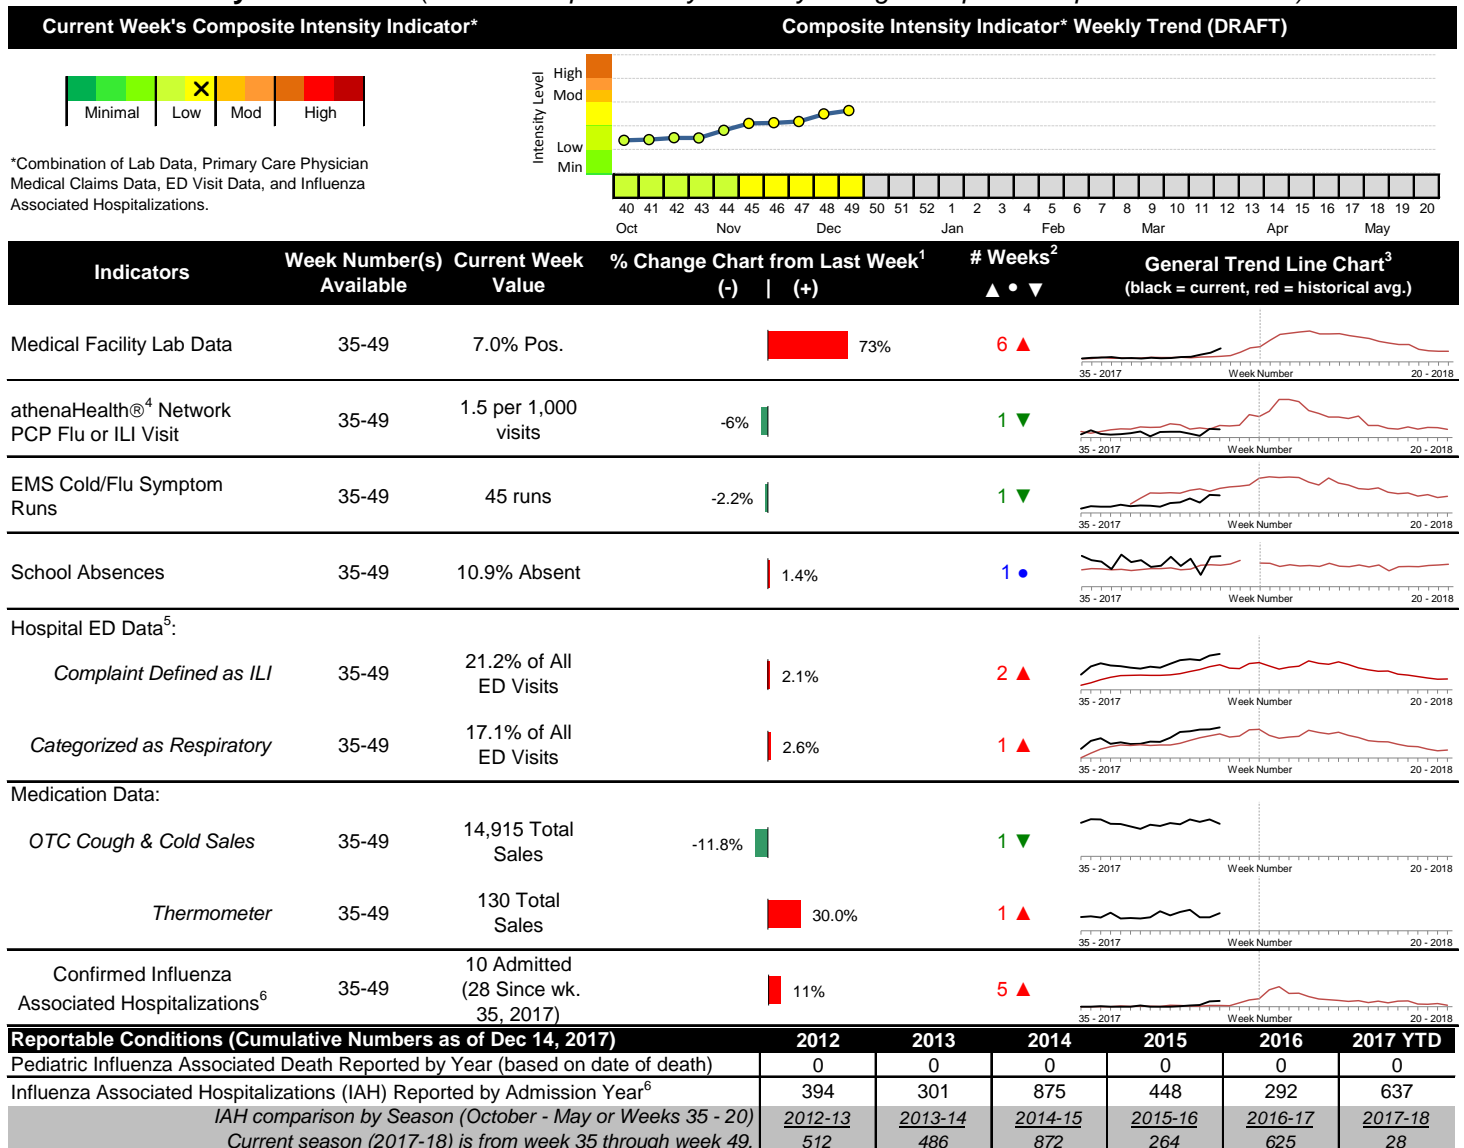 Current Week's Composite Intensity Indicator*
Composite Intensity Indicator* Weekly Trend (DRAFT)
Minimal Low Mod High
*Combination of Lab Data, Primary Care Physician
Medical Claims Data, ED Visit Data, and Influenza
Associated Hospitalizations.
Intensity Level
High
Mod
Low
Min
40 41 42 43 44 45 46 47 48 49 50 51 52 1 2 3 4 5 6 7 8 9 10 11 12 13 14 15 16 17 18 19 20
Oct Nov Dec Jan Feb Mar Apr May
Indicators
Week Number(s)
Available
Current Week
Value
% Change Chart from Last Week1
(-) | (+)
# Weeks2
▲ ● ▼
General Trend Line Chart3
(black = current, red = historical avg.)
Medical Facility Lab Data 35-49 7.0% Pos. 73% 6 ▲
35 - 2017 Week Number 20 - 2018
athenaHealth®4 Network
PCP Flu or ILI Visit
35-49
1.5 per 1,000
visits
-6% 1 ▼
35 - 2017 Week Number 20 - 2018
EMS Cold/Flu Symptom
Runs
35-49 45 runs -2.2% 1 ▼
35 - 2017 Week Number 20 - 2018
School Absences 35-49 10.9% Absent 1.4% 1 ●
35 - 2017 Week Number 20 - 2018
Hospital ED Data5:
Complaint Defined as ILI 35-49
21.2% of All
ED Visits
2.1% 2 ▲
35 - 2017 Week Number 20 - 2018
Categorized as Respiratory 35-49
17.1% of All
ED Visits
2.6% 1 ▲
35 - 2017 Week Number 20 - 2018
Medication Data:
OTC Cough & Cold Sales 35-49
14,915 Total
Sales
-11.8% 1 ▼
35 - 2017 Week Number 20 - 2018
Thermometer 35-49
130 Total
Sales
30.0% 1 ▲
35 - 2017 Week Number 20 - 2018
Confirmed Influenza
Associated Hospitalizations6
35-49
10 Admitted
(28 Since wk.
35, 2017)
11% 5 ▲
35 - 2017 Week Number 20 - 2018
Reportable Conditions (Cumulative Numbers as of Dec 14, 2017) 2012 2013 2014 2015 2016 2017 YTD
Pediatric Influenza Associated Death Reported by Year (based on date of death) 0 0 0 0 0 0
Influenza Associated Hospitalizations (IAH) Reported by Admission Year6 394 301 875 448 292 637
IAH comparison by Season (October - May or Weeks 35 - 20) 2012-13 2013-14 2014-15 2015-16 2016-17 2017-18
Current season (2017-18) is from week 35 through week 49. 512 486 872 264 625 28